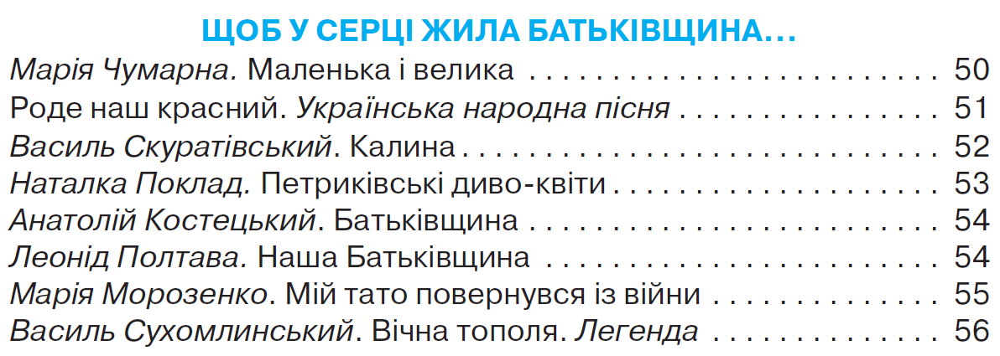 ЩОБ У СЕРЦІ ЖИЛА БАТЬКІВЩИНА...
Марія Чумарна. Маленька і велика . . . . . . . . . . . . . . . . . . . . . . . . . 50
Роде наш красний. Українська народна пісня . . . . . . . . . . . . . . . . 51
Василь Скуратівський. Калина . . . . . . . . . . . . . . . . . . . . . . . . . . . . . 52
Наталка Поклад. Петриківські диво-квіти . . . . . . . . . . . . . . . . . . . . 53
Анатолій Костецький. Батьківщина . . . . . . . . . . . . . . . . . . . . . . . . . 54
Леонід Полтава. Наша Батьківщина . . . . . . . . . . . . . . . . . . . . . . . . 54
Марія Морозенко. Мій тато повернувся із війни . . . . . . . . . . . . . . 55
Василь Сухомлинський. Вічна тополя. Легенда . . . . . . . . . . . . . . 56